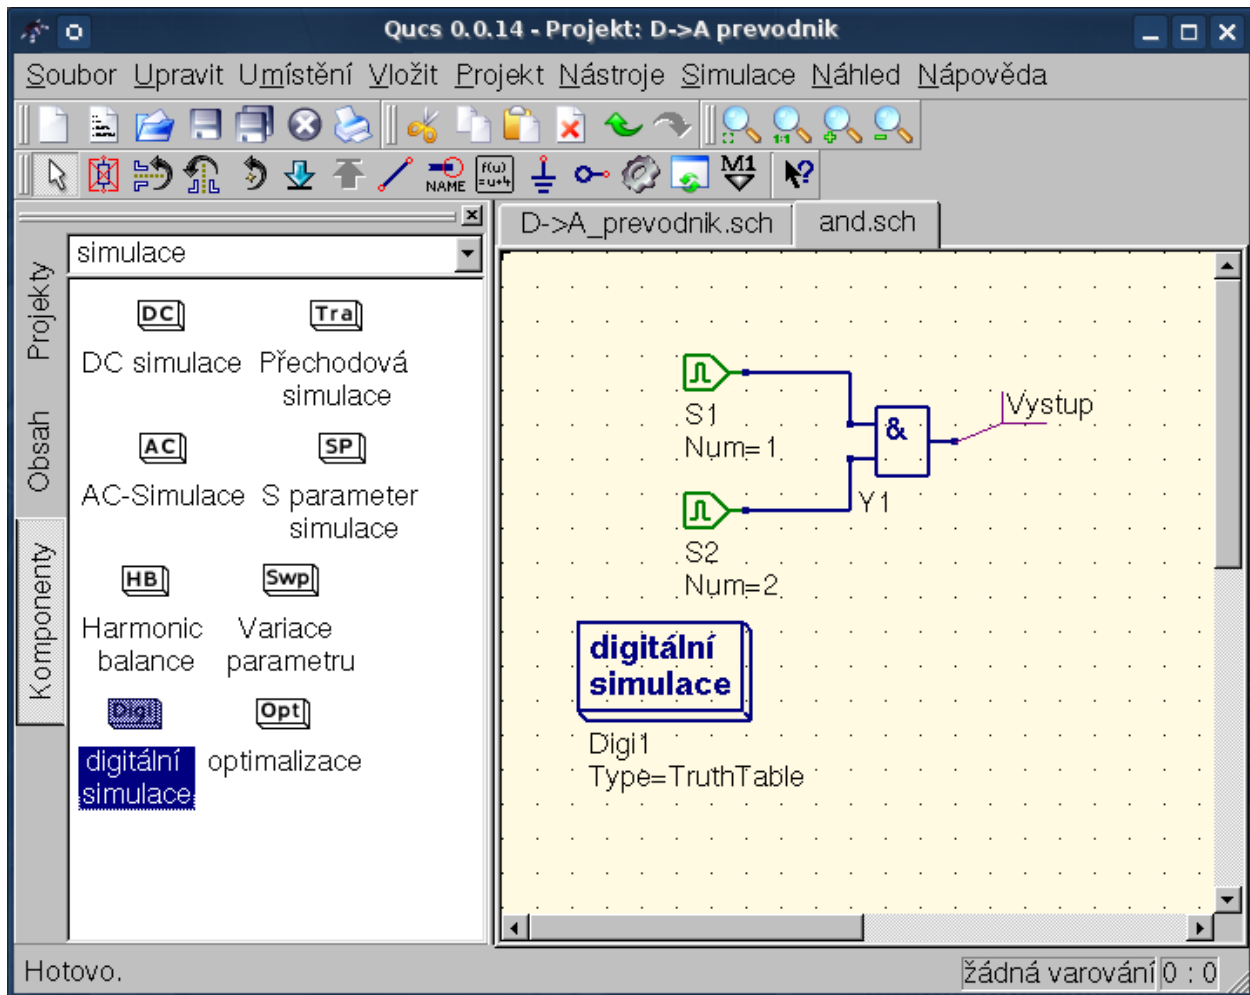 Qucs 0.0.14 - Projekt: D->A prevodnik
Soubor Upravit Umístění Vložit Projekt Nástroje Simulace Náhled Nápověda
1:1
NAME
f(u)
=u+4
M1
Projekty
Obsah
Komponenty
simulace
DC
Tra
DC simulace
Přechodová
simulace
AC
SP
AC-Simulace
S parameter
simulace
HB
Swp
Harmonic
balance
Variace
parametru
Digi
Opt
digitální
simulace
optimalizace
D->A_prevodnik.sch
and.sch
S1
Num=1
&
Vystup
Y1
S2
Num=2
digitální
simulace
Digi1
Type=TruthTable
Hotovo.
žádná varování
0 : 0